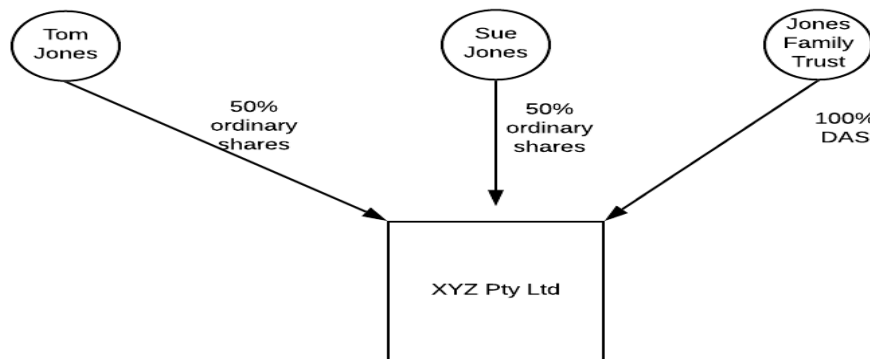 Tom
Jones
Sue
Jones
Jones
Family
Trust
50%
ordinary
shares
50%
ordinary
shares
100%
DAS
XYZ Pty Ltd